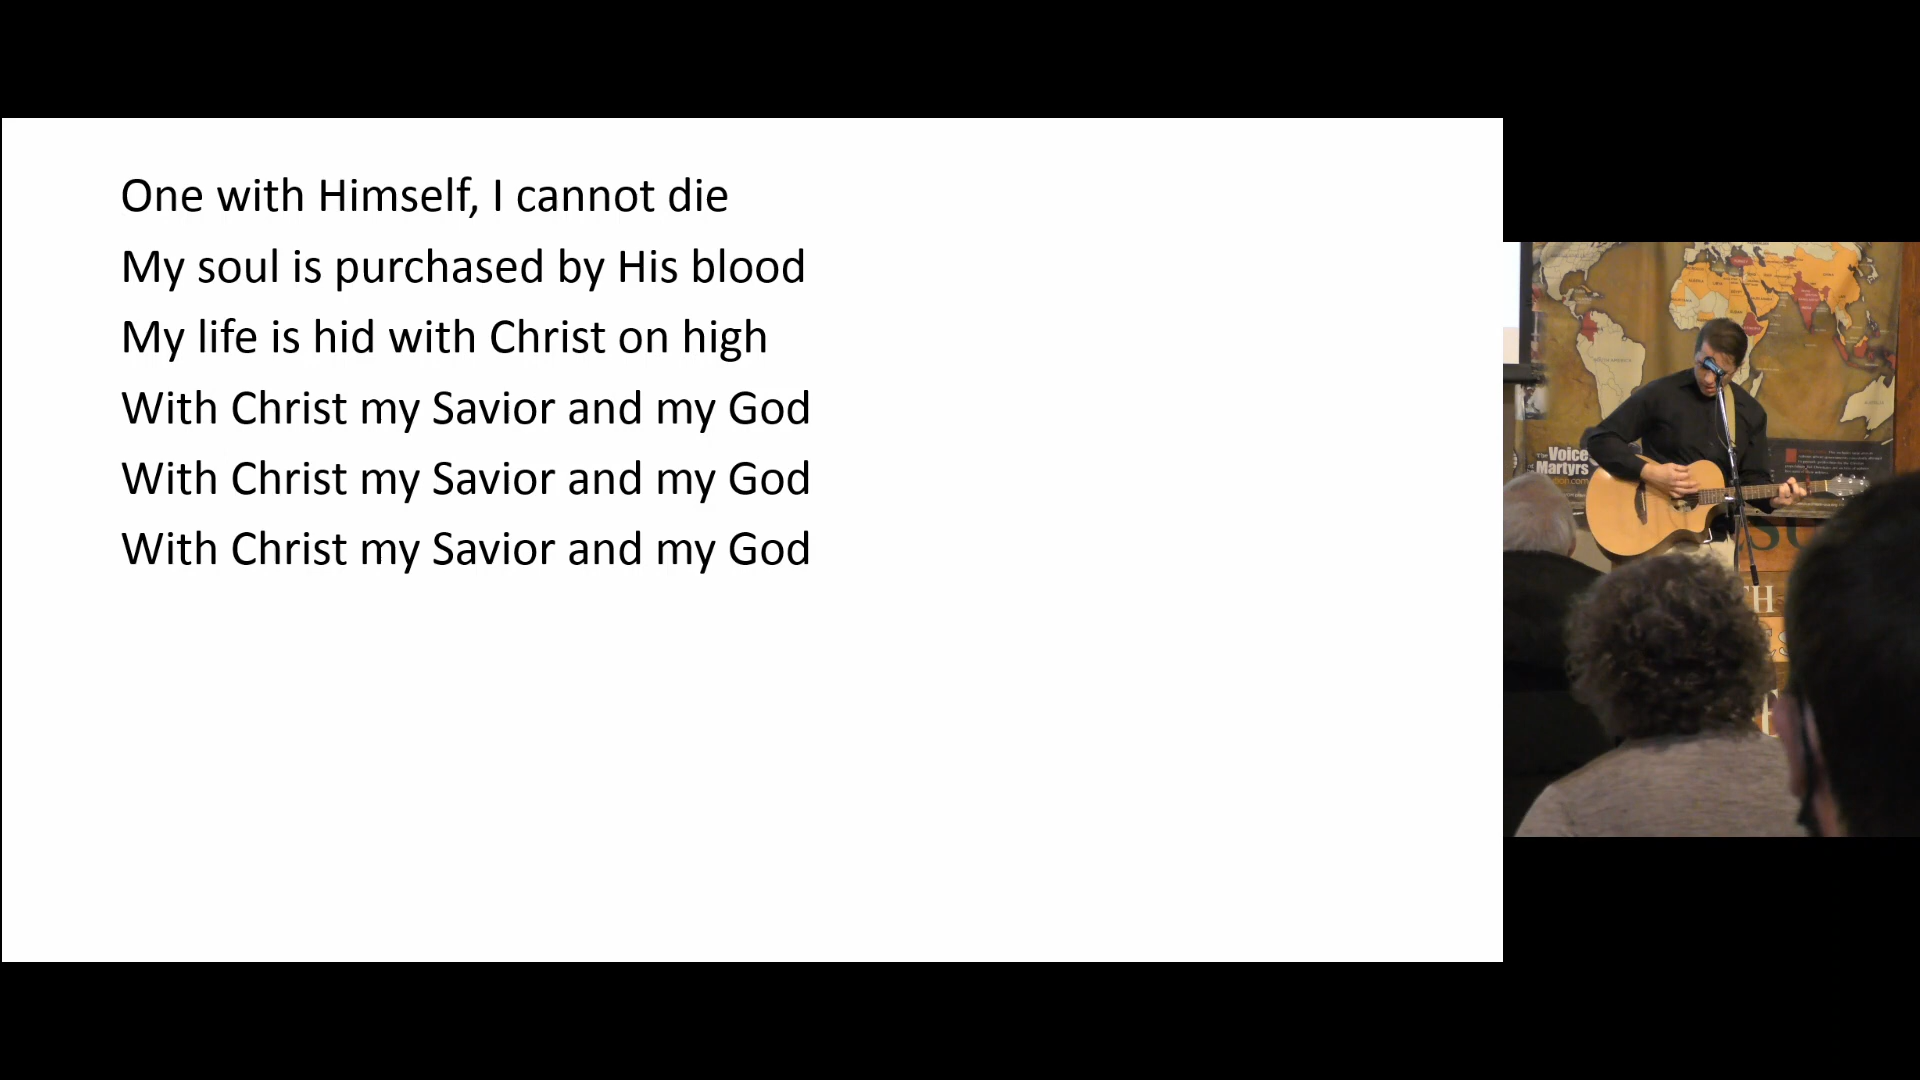 One with Himself, I cannot die
My soul is purchased by His blood
My life is hid with Christ on high
With Christ my Savior and my God
With Christ my Savior and my God
With Christ my Savior and my God
The Voice
Martyrs